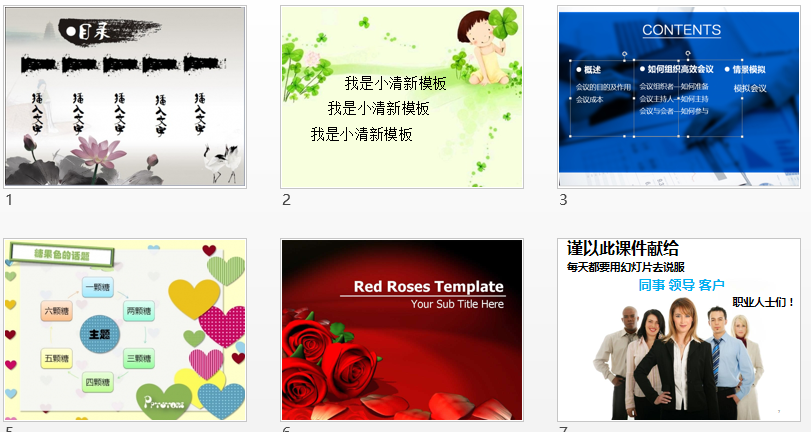 目录
插入文字
插入文字
插入文字
插入文字
插入文字
1
我是小清新模板
我是小清新模板
我是小清新模板
2
CONTENTS
概述
会议的目的及作用
会议成本
如何组织高效会议
会议组织者—如何准备
会议主持人—如何主持
会议与会者—如何参与
情景模拟
模拟会议
3
糖果色的话题
一颗糖
六颗糖
两颗糖
主题
五颗糖
三颗糖
四颗糖
5
Red Roses Template
Your Sub Title Here
6
谨以此课件献给
每天都要用幻灯片去说服
同事 领导 客户
职业人士们！
7